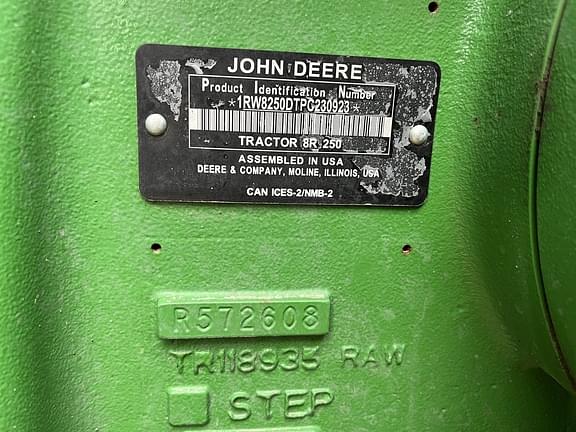 JOHN DEERE
Product Identification Number
*1RW8250DTPC230923*
TRACTOR 8R 250
ASSEMBLED IN USA
DEERE & COMPANY, MOLINE, ILLINOIS, USA
CAN ICES-2/NMB-2
R572608
TR118935 RAW
STEP